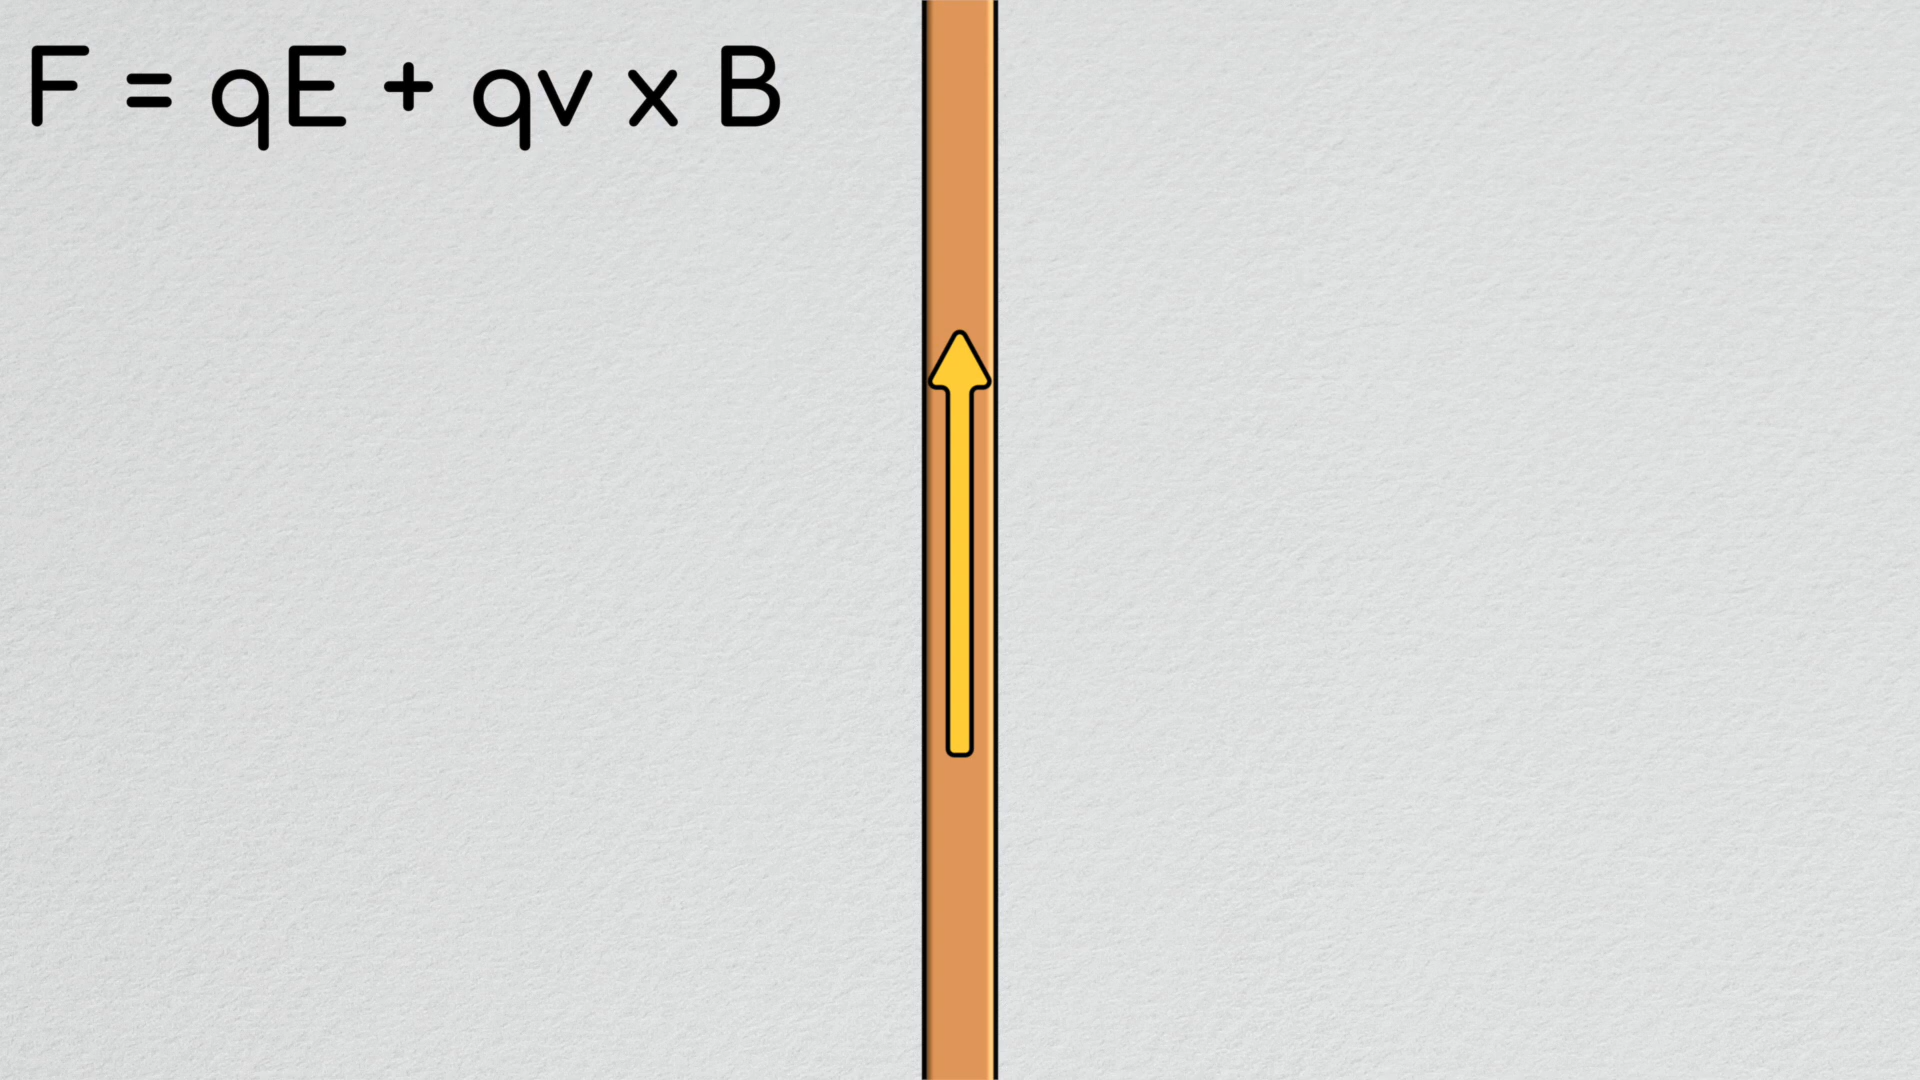 F = qE + qv x B